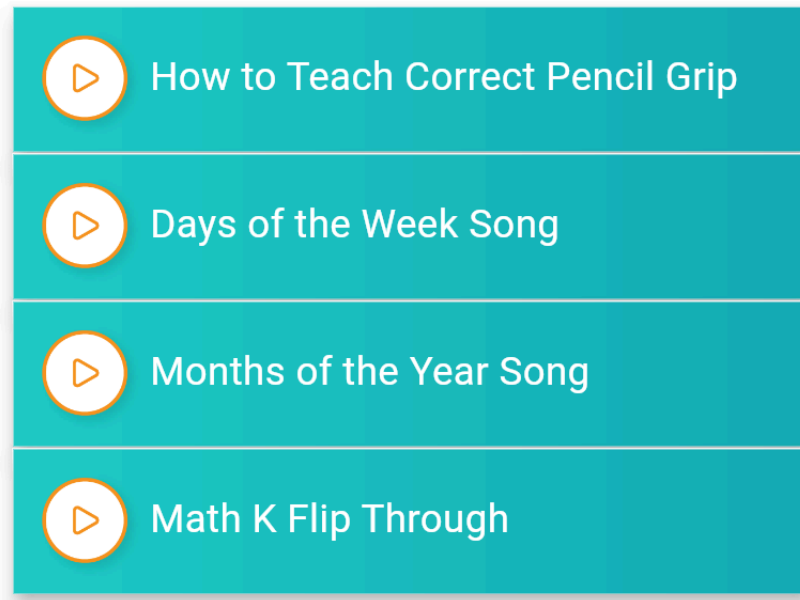 How to Teach Correct Pencil Grip
Days of the Week Song
Months of the Year Song
Math K Flip Through